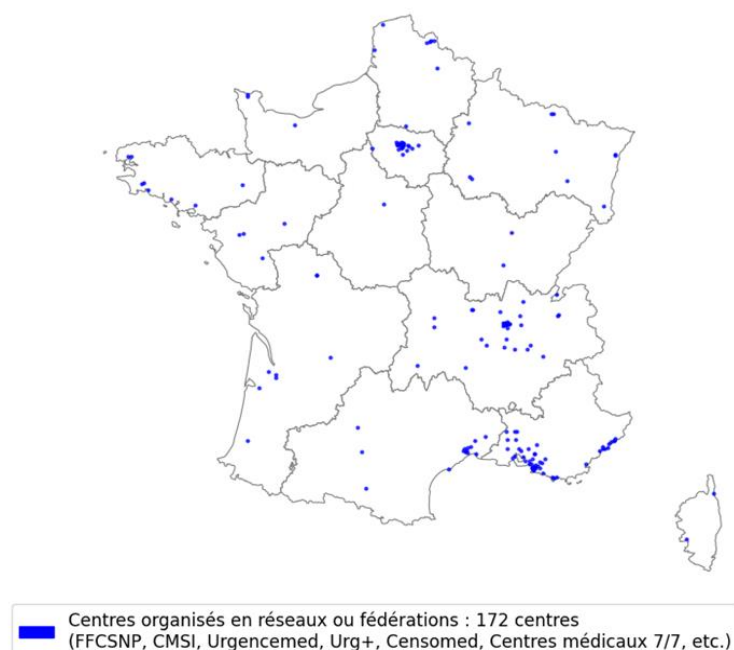 Centres organisés en réseaux ou fédérations : 172 centres
(FFCSNP, CMSI, Urgencemed, Urg+, Censomed, Centres médicaux 7/7, etc.)